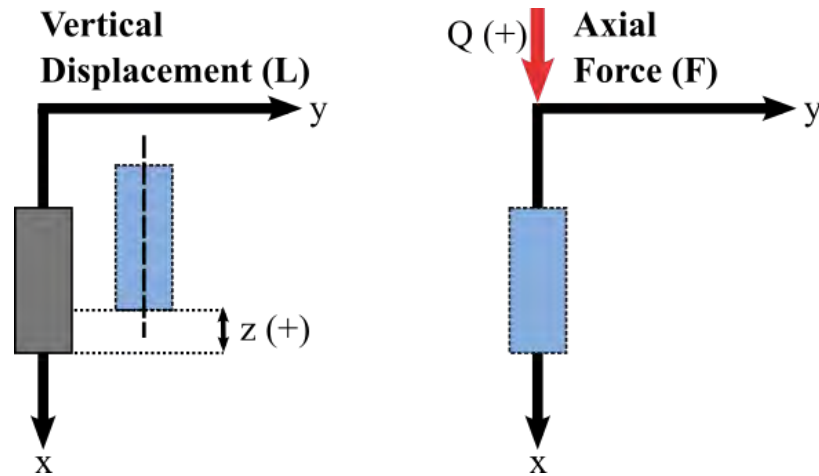 Vertical
Displacement (L)
y
z (+)
x
Q (+)
Axial
Force (F)
y
x